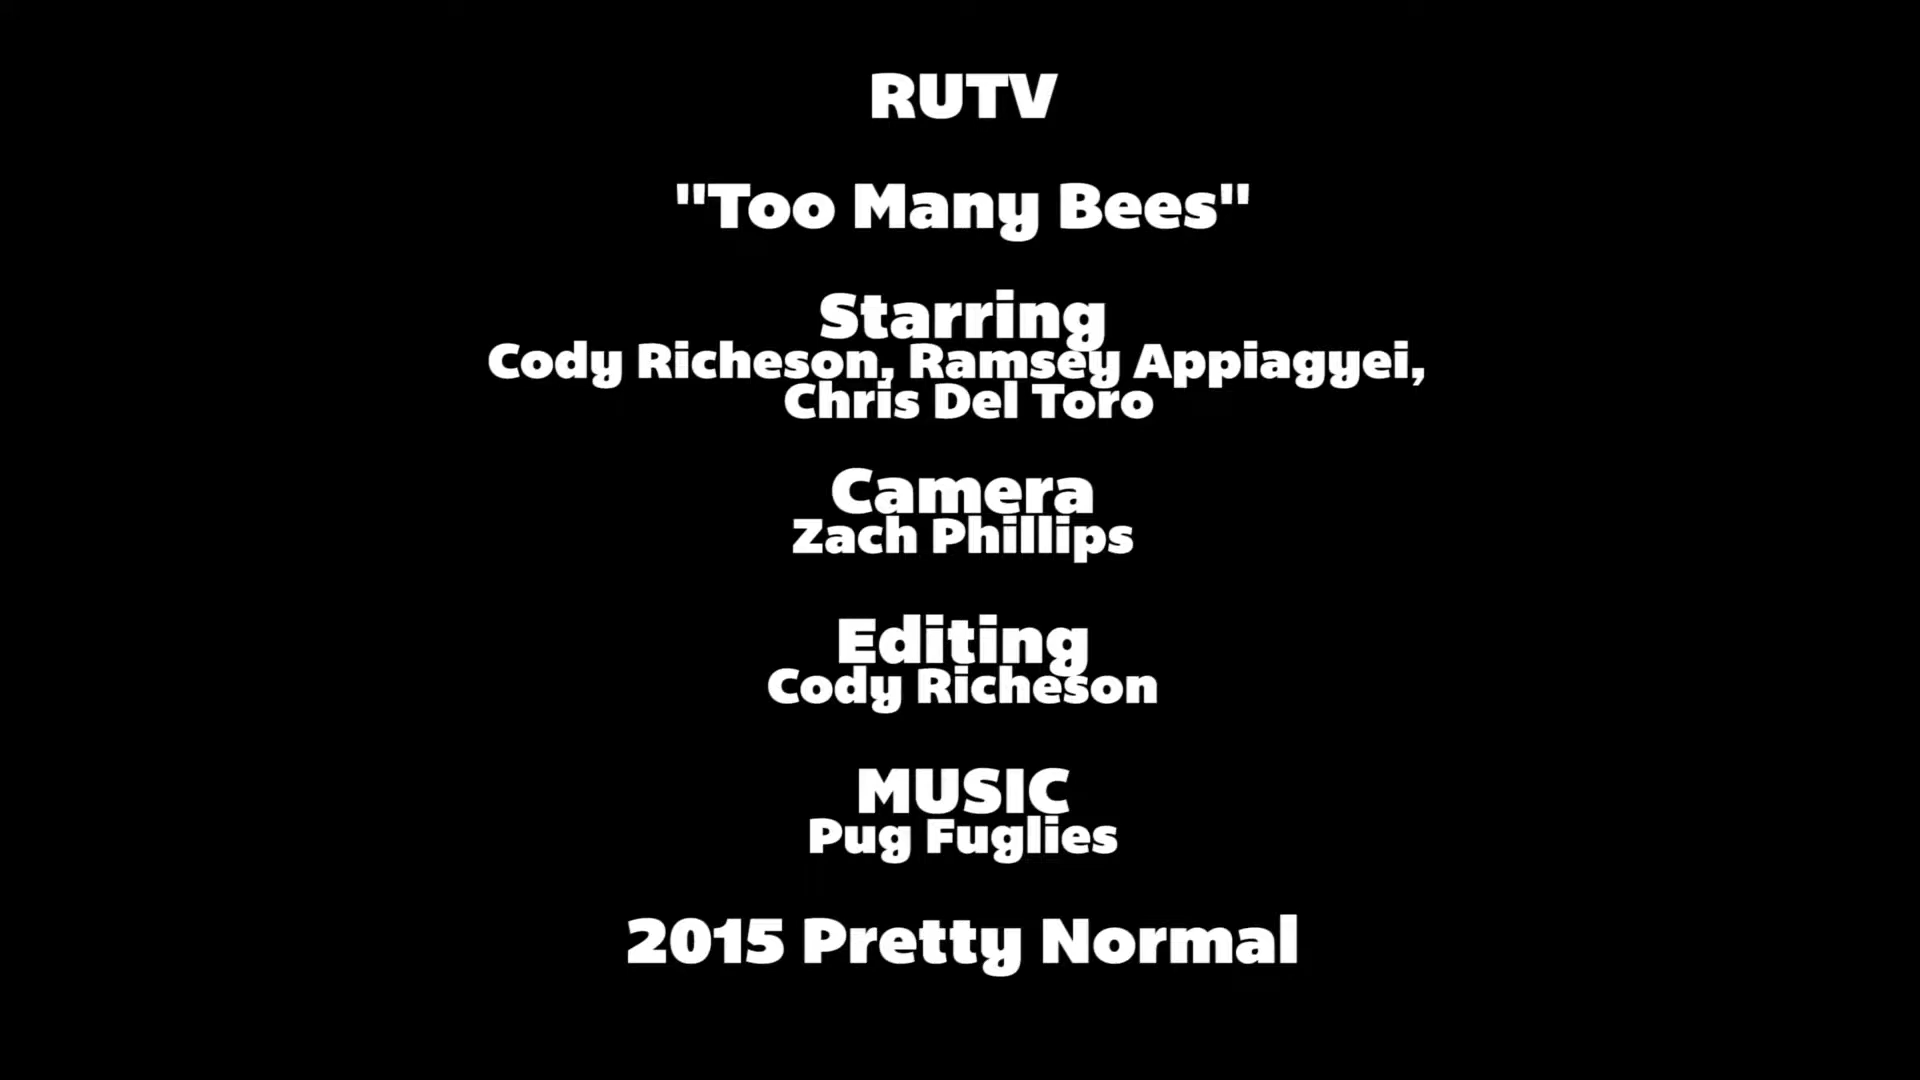 RUTV
"Too Many Bees"
Starring
Cody Richeson, Ramsey Appiagyei,
Chris Del Toro
Camera
Zach Phillips
Editing
Cody Richeson
MUSIC
Pug Fuglies
2015 Pretty Normal